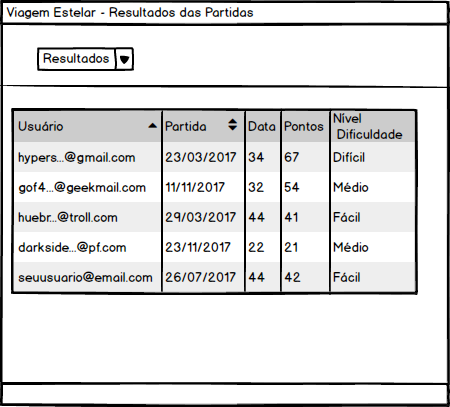 Viagem Estelar - Resultados das Partidas
Resultados
Usuário Partida Data Pontos Nível Dificuldade
hypers...@gmail.com 23/03/2017 34 67 Difícil
gof4...@geekmail.com 11/11/2017 32 54 Médio
huebr...@troll.com 29/03/2017 44 41 Fácil
darkside...@pf.com 23/11/2017 22 21 Médio
seuusuario@email.com 26/07/2017 44 42 Fácil